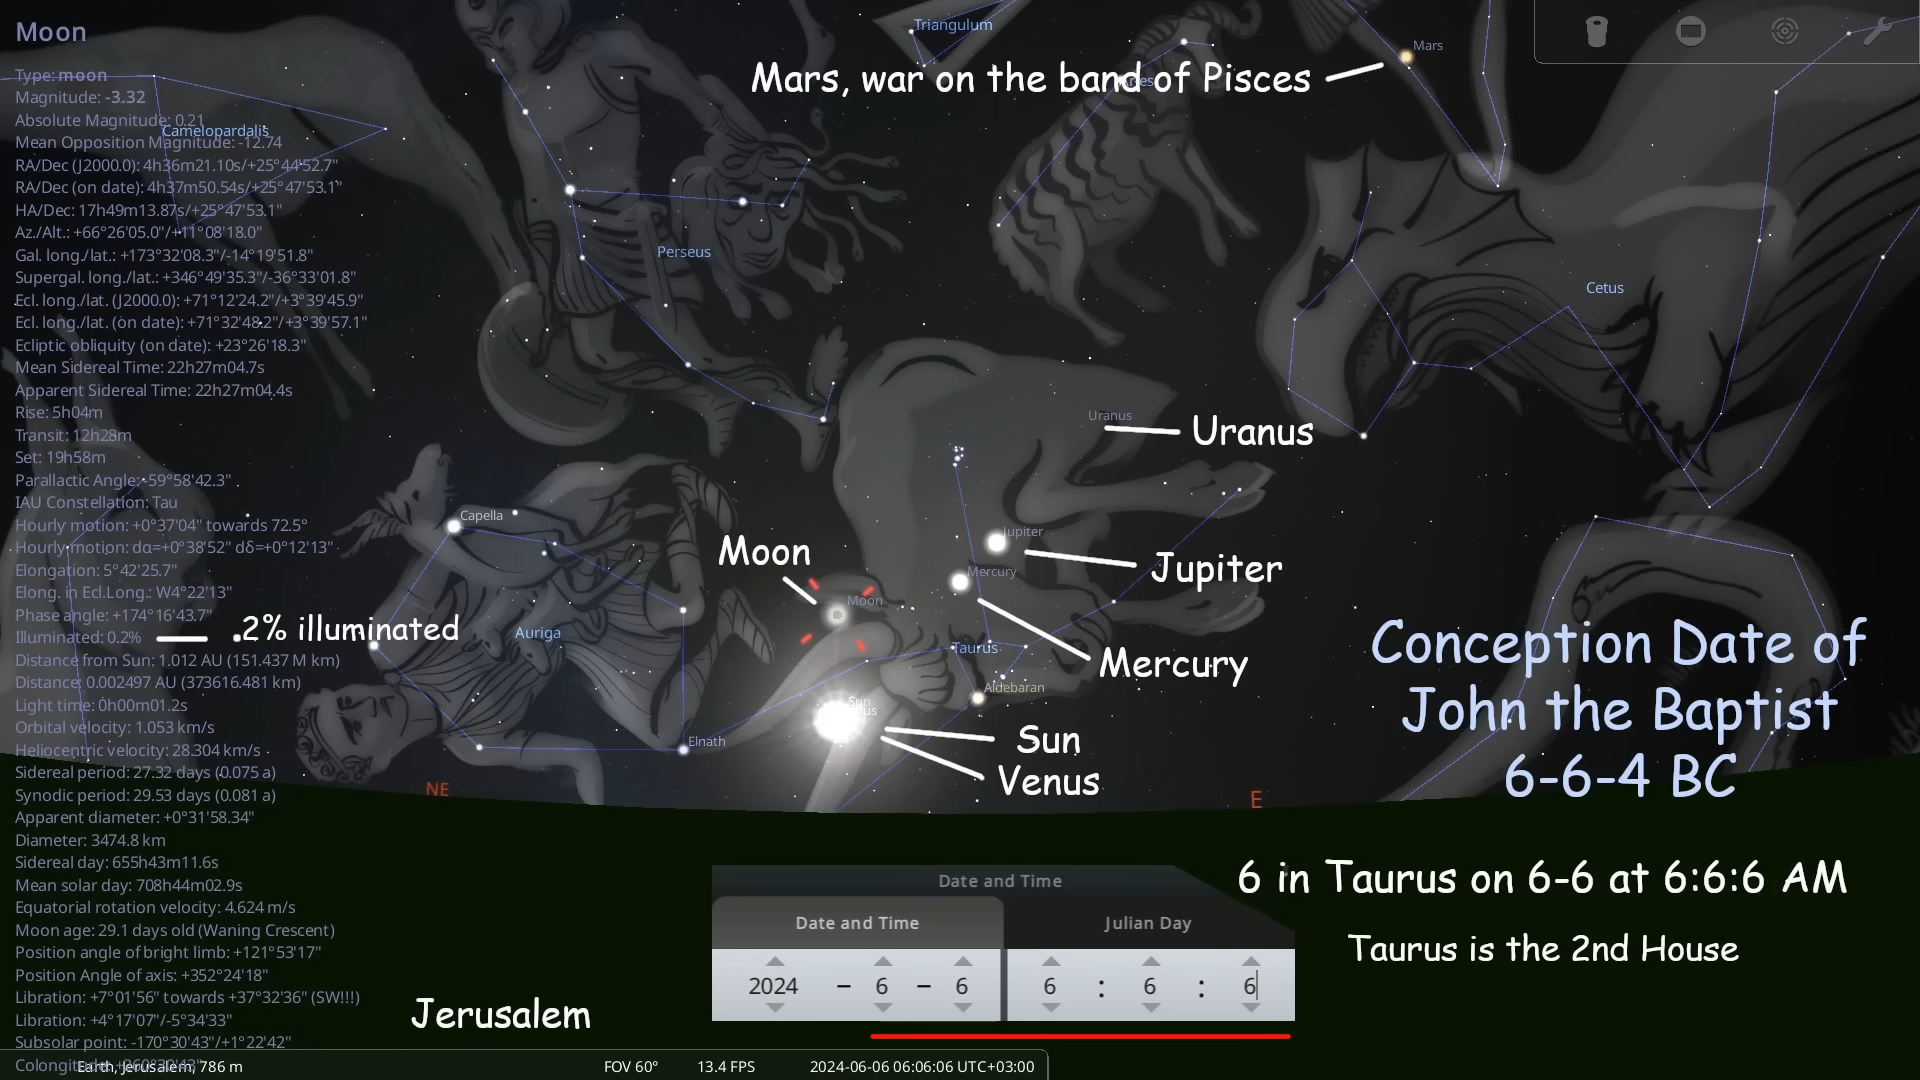 Moon
Type: moon
Magnitude: -3.32
Absolute Magnitude: 0.21
Mean Opposition Magnitude: -12.74
RA/Dec (J2000.0): 4h36m21.10s/+25°44'52.7"
RA/Dec (on date): 4h37m50.54s/+25°47'53.1"
HA/Dec: 17h49m13.87s/+25°47'53.1"
Az./Alt.: +66°26'05.0"/+11°08'18.0"
Gal. long./lat.: +173°32'08.3"/-14°19'51.8"
Supergal. long./lat.: +346°49'35.3"/-36°33'01.8"
Ecl. long./lat. (J2000.0): +71°12'24.2"/+3°39'45.9"
Ecl. long./lat. (on date): +71°32'48.2"/+3°39'57.1"
Ecliptic obliquity (on date): +23°26'18.3"
Mean Sidereal Time: 22h27m04.7s
Apparent Sidereal Time: 22h27m04.4s
Rise: 5h04m
Transit: 12h28m
Set: 19h58m
Parallactic Angle: -59°58'42.3"
IAU Constellation: Tau
Hourly motion: +0°37'04" towards 72.5°
Hourly motion: dα=+0°38'52" dδ=+0°12'13"
Elongation: 5°42'25.7"
Elong. in Ecl.Long.: W4°22'13"
Phase angle: +174°16'43.7"
Illuminated: 0.2%
Distance from Sun: 1.012 AU (151.437 M km)
Distance: 0.002497 AU (373616.481 km)
Light time: 0h00m01.2s
Orbital velocity: 1.053 km/s
Heliocentric velocity: 28.304 km/s
Sidereal period: 27.32 days (0.075 a)
Synodic period: 29.53 days (0.081 a)
Apparent diameter: +0°31'58.34"
Diameter: 3474.8 km
Sidereal day: 655h43m11.6s
Mean solar day: 708h44m02.9s
Equatorial rotation velocity: 4.624 m/s
Moon age: 29.1 days old (Waning Crescent)
Position angle of bright limb: +121°53'17"
Position Angle of axis: +352°24'18"
Libration: +7°01'56" towards +37°32'36" (SW!!!)
Libration: +4°17'07"/-5°34'33"
Subsolar point: -170°30'43"/+1°22'42"
Colongitude:
Earth, Jerusalem, 786 m
FOV 60°
13.4 FPS
2024-06-06 06:06:06 UTC+03:00
Camelopardalis
Triangulum
Mars
Mars, war on the band of Pisces
Perseus
Cetus
Uranus
Uranus
Capella
Jupiter
Jupiter
Moon
Mercury
Moon
.2% illuminated
Auriga
Taurus
Mercury
Aldebaran
Sun
Elnath
Sun
Venus
NE
E
Conception Date of
John the Baptist
6-6-4 BC
6 in Taurus on 6-6 at 6:6:6 AM
Taurus is the 2nd House
Date and Time
Date and Time
Julian Day
2024 - 6 - 6 6 : 6 : 6
Jerusalem